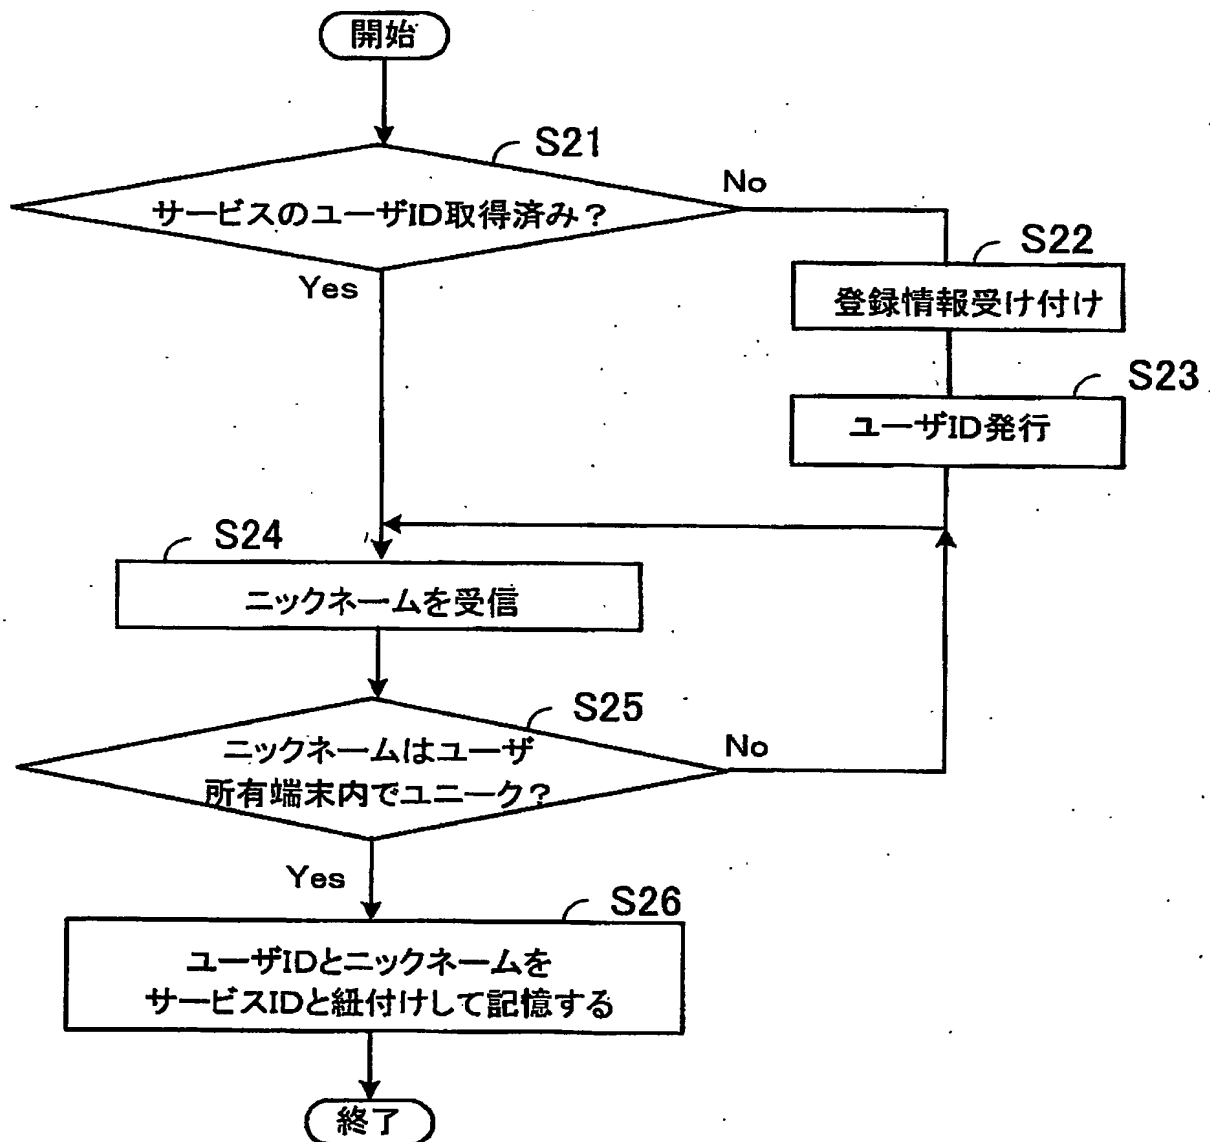 開始
S21
サービスのユーザID取得済み？
No
Yes
S22
登録情報受け付け
S23
ユーザID発行
S24
ニックネームを受信
S25
ニックネームはユーザ
所有端末内でユニーク？
No
Yes
S26
ユーザIDとニックネームを
サービスIDと紐付けして記憶する
終了